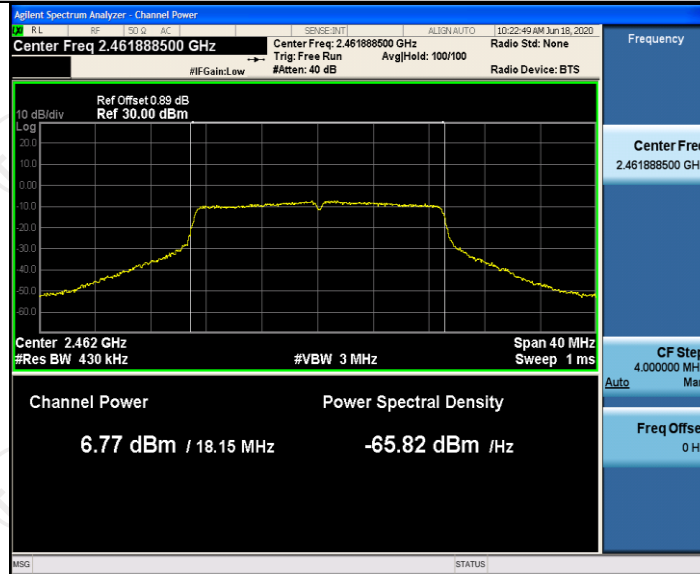 Agilent Spectrum Analyzer - Channel Power
RL RF 50 Ω AC SENSE:INT ALIGN AUTO 10:22:49 AM Jun 18, 2020
Center Freq 2.461888500 GHz
Center Freq: 2.461888500 GHz
Radio Std: None
Trig: Free Run Avg|Hold: 100/100
#IFGain:Low #Atten: 40 dB Radio Device: BTS
Ref Offset 0.89 dB
10 dB/div Ref 30.00 dBm
Log
20.0
10.0
0.00
-10.0
-20.0
-30.0
-40.0
-50.0
-60.0
Center 2.462 GHz Span 40 MHz
#Res BW 430 kHz #VBW 3 MHz Sweep 1 ms
Channel Power Power Spectral Density
6.77 dBm / 18.15 MHz -65.82 dBm /Hz
MSG STATUS
Frequency
Center Fre
2.461888500 GH
CF Step
4.000000 MH
Auto Ma
Freq Offse
0 H